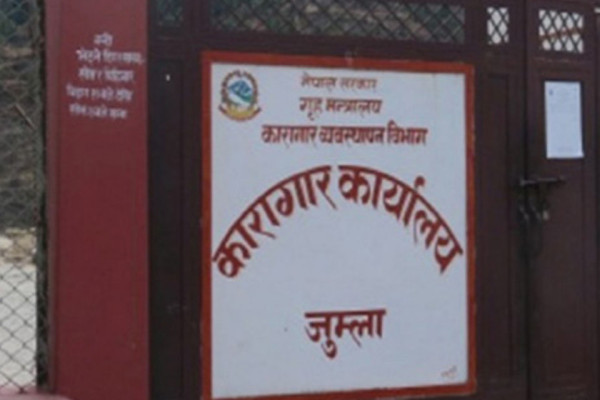 नेपाल सरकार
गृह मन्त्रालय
कारागार व्यवस्थापन विभाग
कारागार कार्यालय
जुम्ला